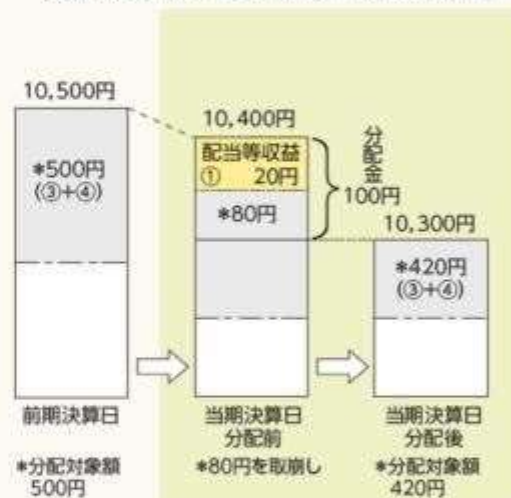 10,500円
*500円
(③+④)
前期決算日
*分配対象額
500円
10,400円
配当等収益
① 20円
*80円
分配金
100円
当期決算日
分配前
*80円を取崩し
10,300円
*420円
(③+④)
当期決算日
分配後
*分配対象額
420円